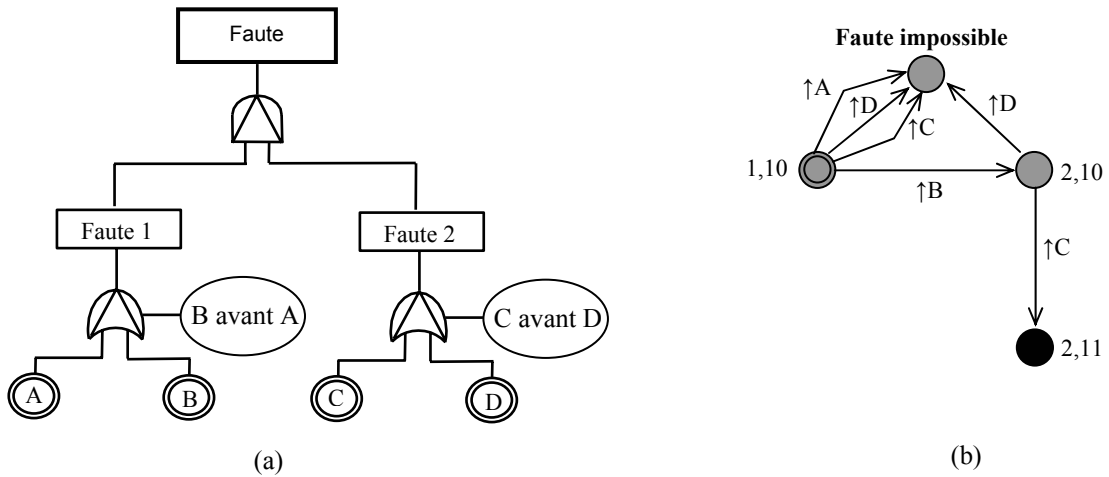 Faute
Faute 1
Faute 2
B avant A
C avant D
A
B
C
D
(a)
Faute impossible
↑A
↑D
↑C
↑D
1,10
↑B
2,10
↑C
2,11
(b)